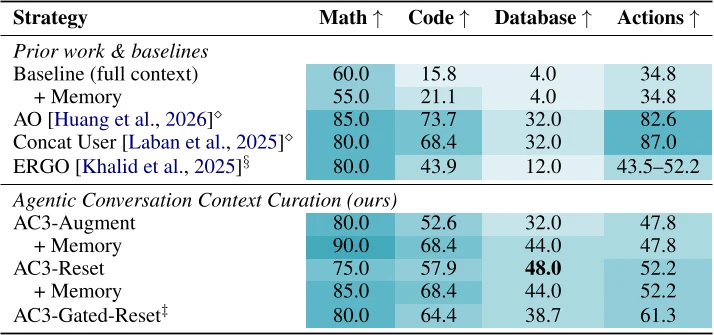 Strategy Math ↑ Code ↑ Database ↑ Actions ↑
Prior work & baselines
Baseline (full context) 60.0 15.8 4.0 34.8
+ Memory 55.0 21.1 4.0 34.8
AO [Huang et al., 2026]◇ 85.0 73.7 32.0 82.6
Concat User [Laban et al., 2025]◇ 80.0 68.4 32.0 87.0
ERGO [Khalid et al., 2025]§ 80.0 43.9 12.0 43.5–52.2
Agentic Conversation Context Curation (ours)
AC3-Augment 80.0 52.6 32.0 47.8
+ Memory 90.0 68.4 44.0 47.8
AC3-Reset 75.0 57.9 48.0 52.2
+ Memory 85.0 68.4 44.0 52.2
AC3-Gated-Reset‡ 80.0 64.4 38.7 61.3